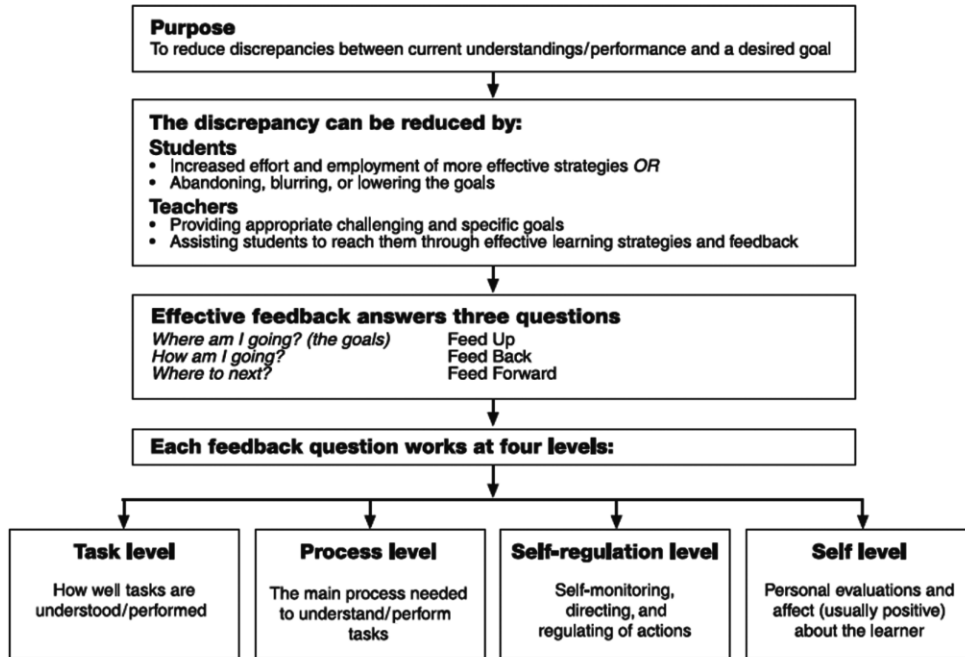 Purpose
To reduce discrepancies between current understandings/performance and a desired goal
The discrepancy can be reduced by:
Students
• Increased effort and employment of more effective strategies OR
• Abandoning, blurring, or lowering the goals
Teachers
• Providing appropriate challenging and specific goals
• Assisting students to reach them through effective learning strategies and feedback
Effective feedback answers three questions
Where am I going? (the goals) Feed Up
How am I going? Feed Back
Where to next? Feed Forward
Each feedback question works at four levels:
Task level
How well tasks are
understood/performed
Process level
The main process needed
to understand/perform
tasks
Self-regulation level
Self-monitoring,
directing, and
regulating of actions
Self level
Personal evaluations and
affect (usually positive)
about the learner